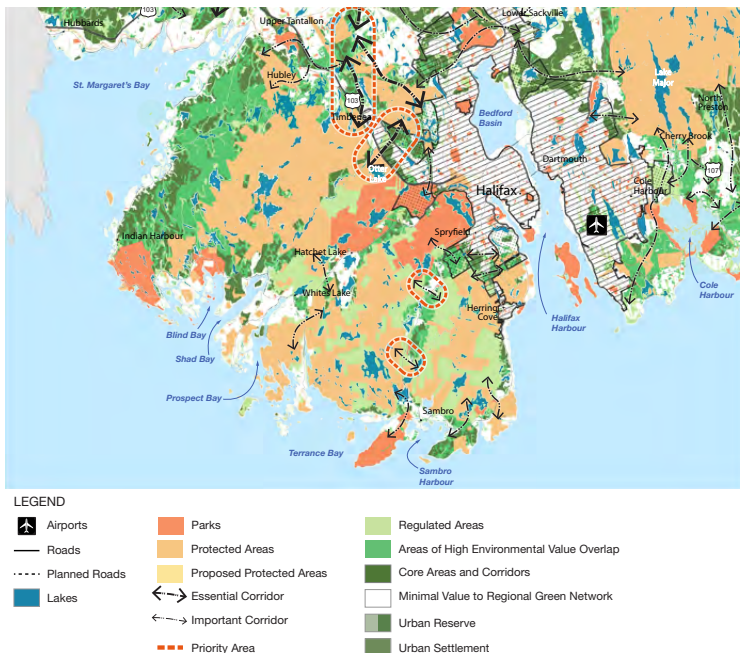 Hubbards
103
Upper Tantallon
Lower Sackville
St. Margaret's Bay
Hubley
103
Timberlea
Bedford
Basin
Lake
Major
North
Preston
Cherry Brook
107
Otter
Lake
Dartmouth
Halifax
Cole
Harbour
Indian Harbour
Spryfield
Hatchet Lake
Whites Lake
Herring
Cove
Halifax
Harbour
Cole
Harbour
Blind Bay
Shad Bay
Prospect Bay
Sambro
Terrance Bay
Sambro
Harbour
LEGEND
Airports
Roads
Planned Roads
Lakes
Parks
Protected Areas
Proposed Protected Areas
Essential Corridor
Important Corridor
Priority Area
Regulated Areas
Areas of High Environmental Value Overlap
Core Areas and Corridors
Minimal Value to Regional Green Network
Urban Reserve
Urban Settlement